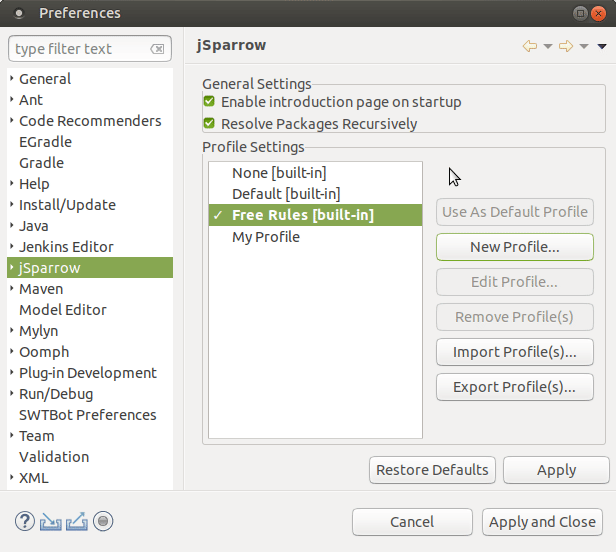 Preferences
type filter text
General
Ant
Code Recommenders
EGradle
Gradle
Help
Install/Update
Java
Jenkins Editor
jSparrow
Maven
Model Editor
Mylyn
Oomph
Plug-in Development
Run/Debug
SWTBot Preferences
Team
Validation
XML
jSparrow
General Settings
Enable introduction page on startup
Resolve Packages Recursively
Profile Settings
None [built-in]
Default [built-in]
✓ Free Rules [built-in]
My Profile
Use As Default Profile
New Profile...
Edit Profile...
Remove Profile(s)
Import Profile(s)...
Export Profile(s)...
Restore Defaults
Apply
?
Cancel
Apply and Close